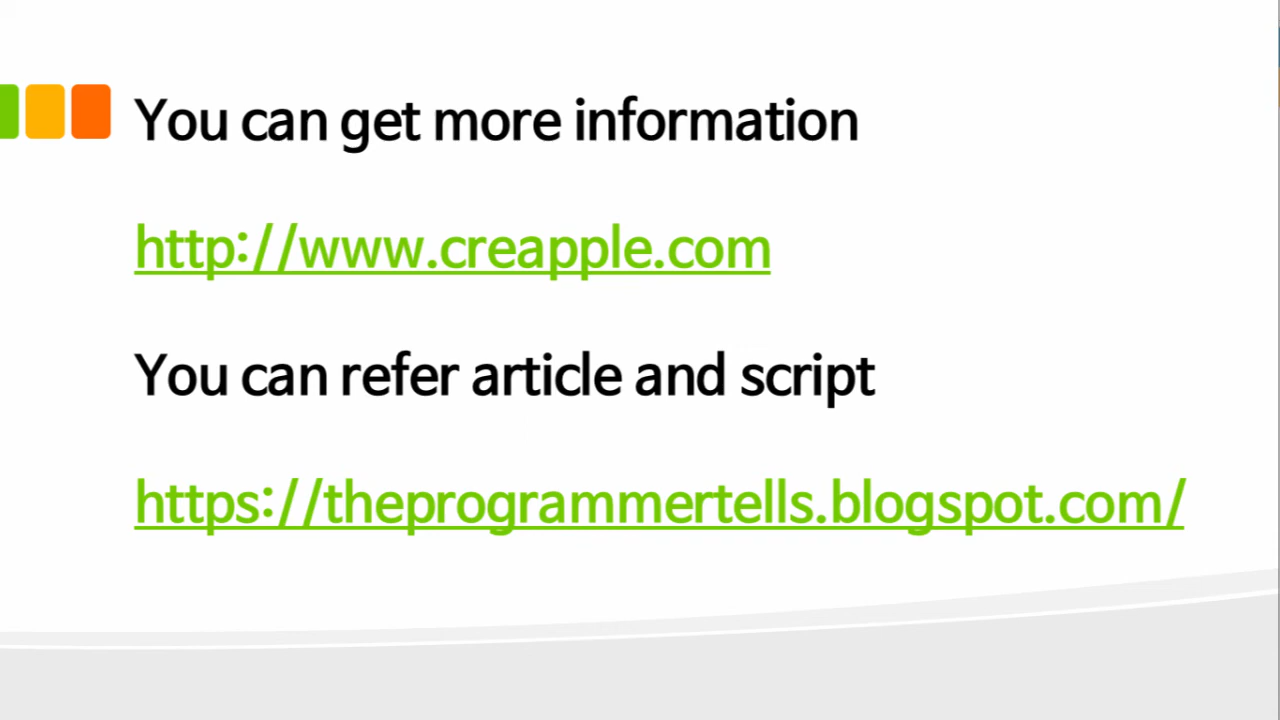 You can get more information
http://www.creapple.com
You can refer article and script
https://theprogrammertells.blogspot.com/